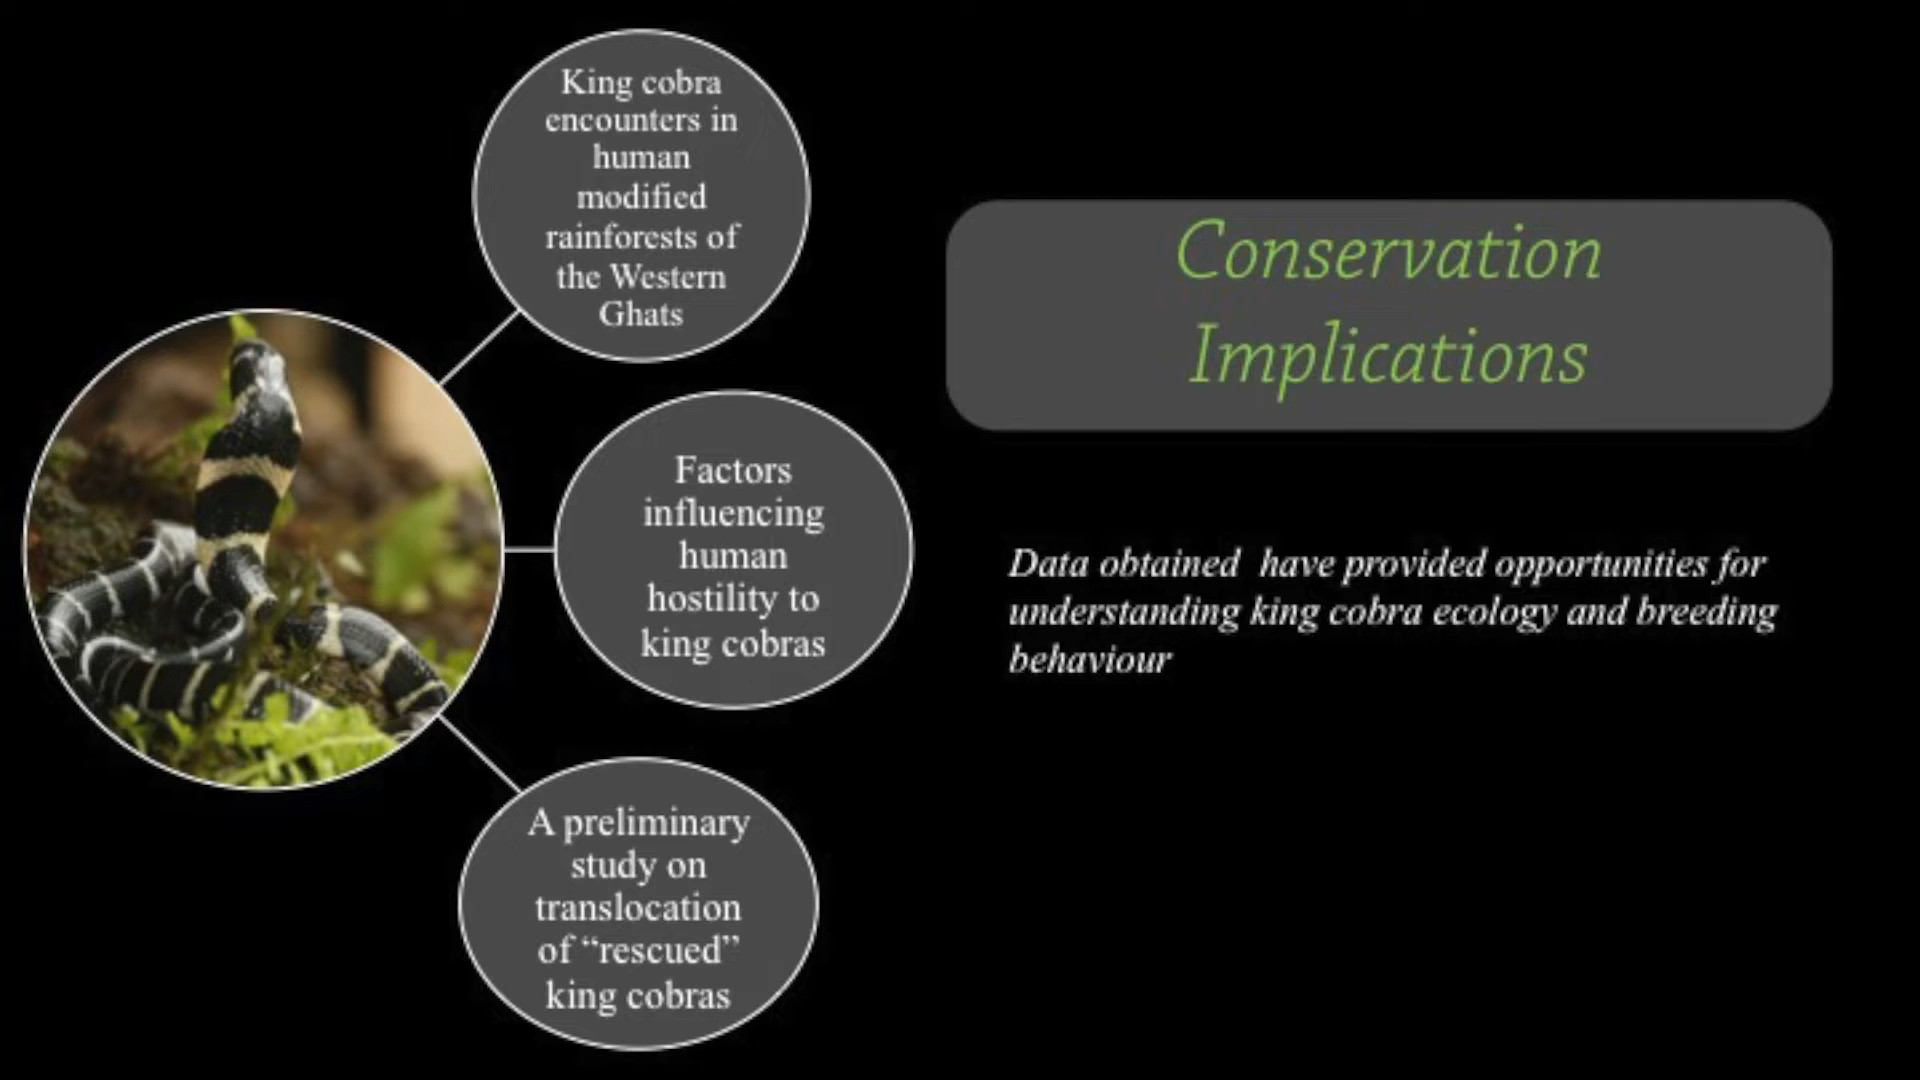 King cobra
encounters in
human
modified
rainforests of
the Western
Ghats
Factors
influencing
human
hostility to
king cobras
A preliminary
study on
translocation
of “rescued”
king cobras
Conservation
Implications
Data obtained  have provided opportunities for
understanding king cobra ecology and breeding
behaviour